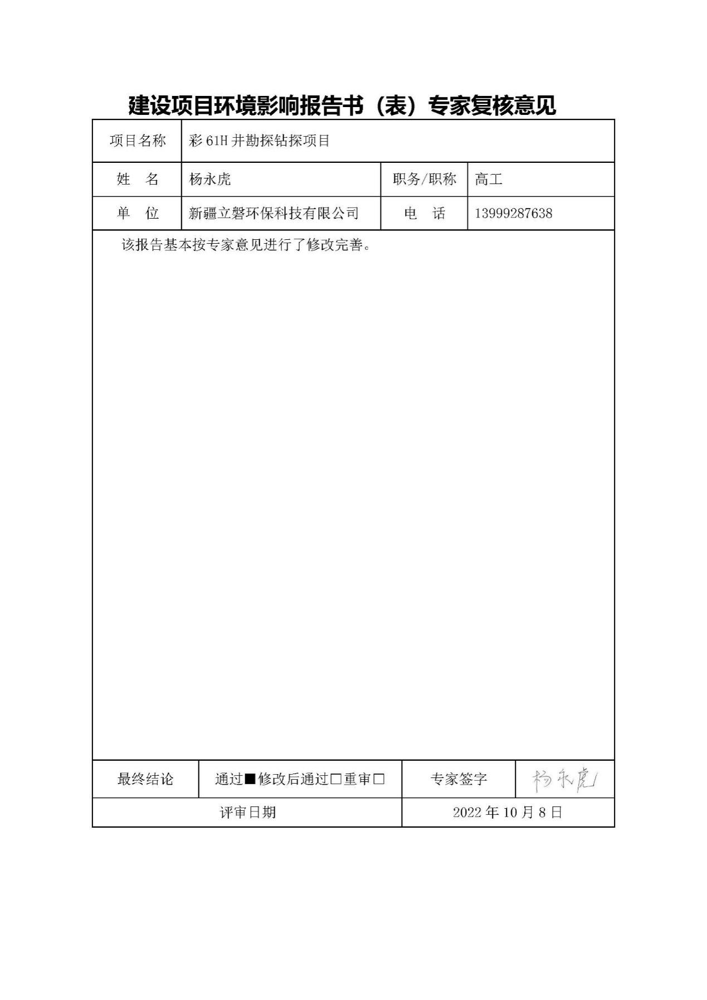 建设项目环境影响报告书（表）专家复核意见
项目名称 彩 61H 井勘探钻探项目
姓 名 杨永虎 职务/职称 高工
单 位 新疆立磐环保科技有限公司 电 话 13999287638
该报告基本按专家意见进行了修改完善。
最终结论 通过■修改后通过□重审□ 专家签字 杨永虎
评审日期 2022 年 10 月 8 日